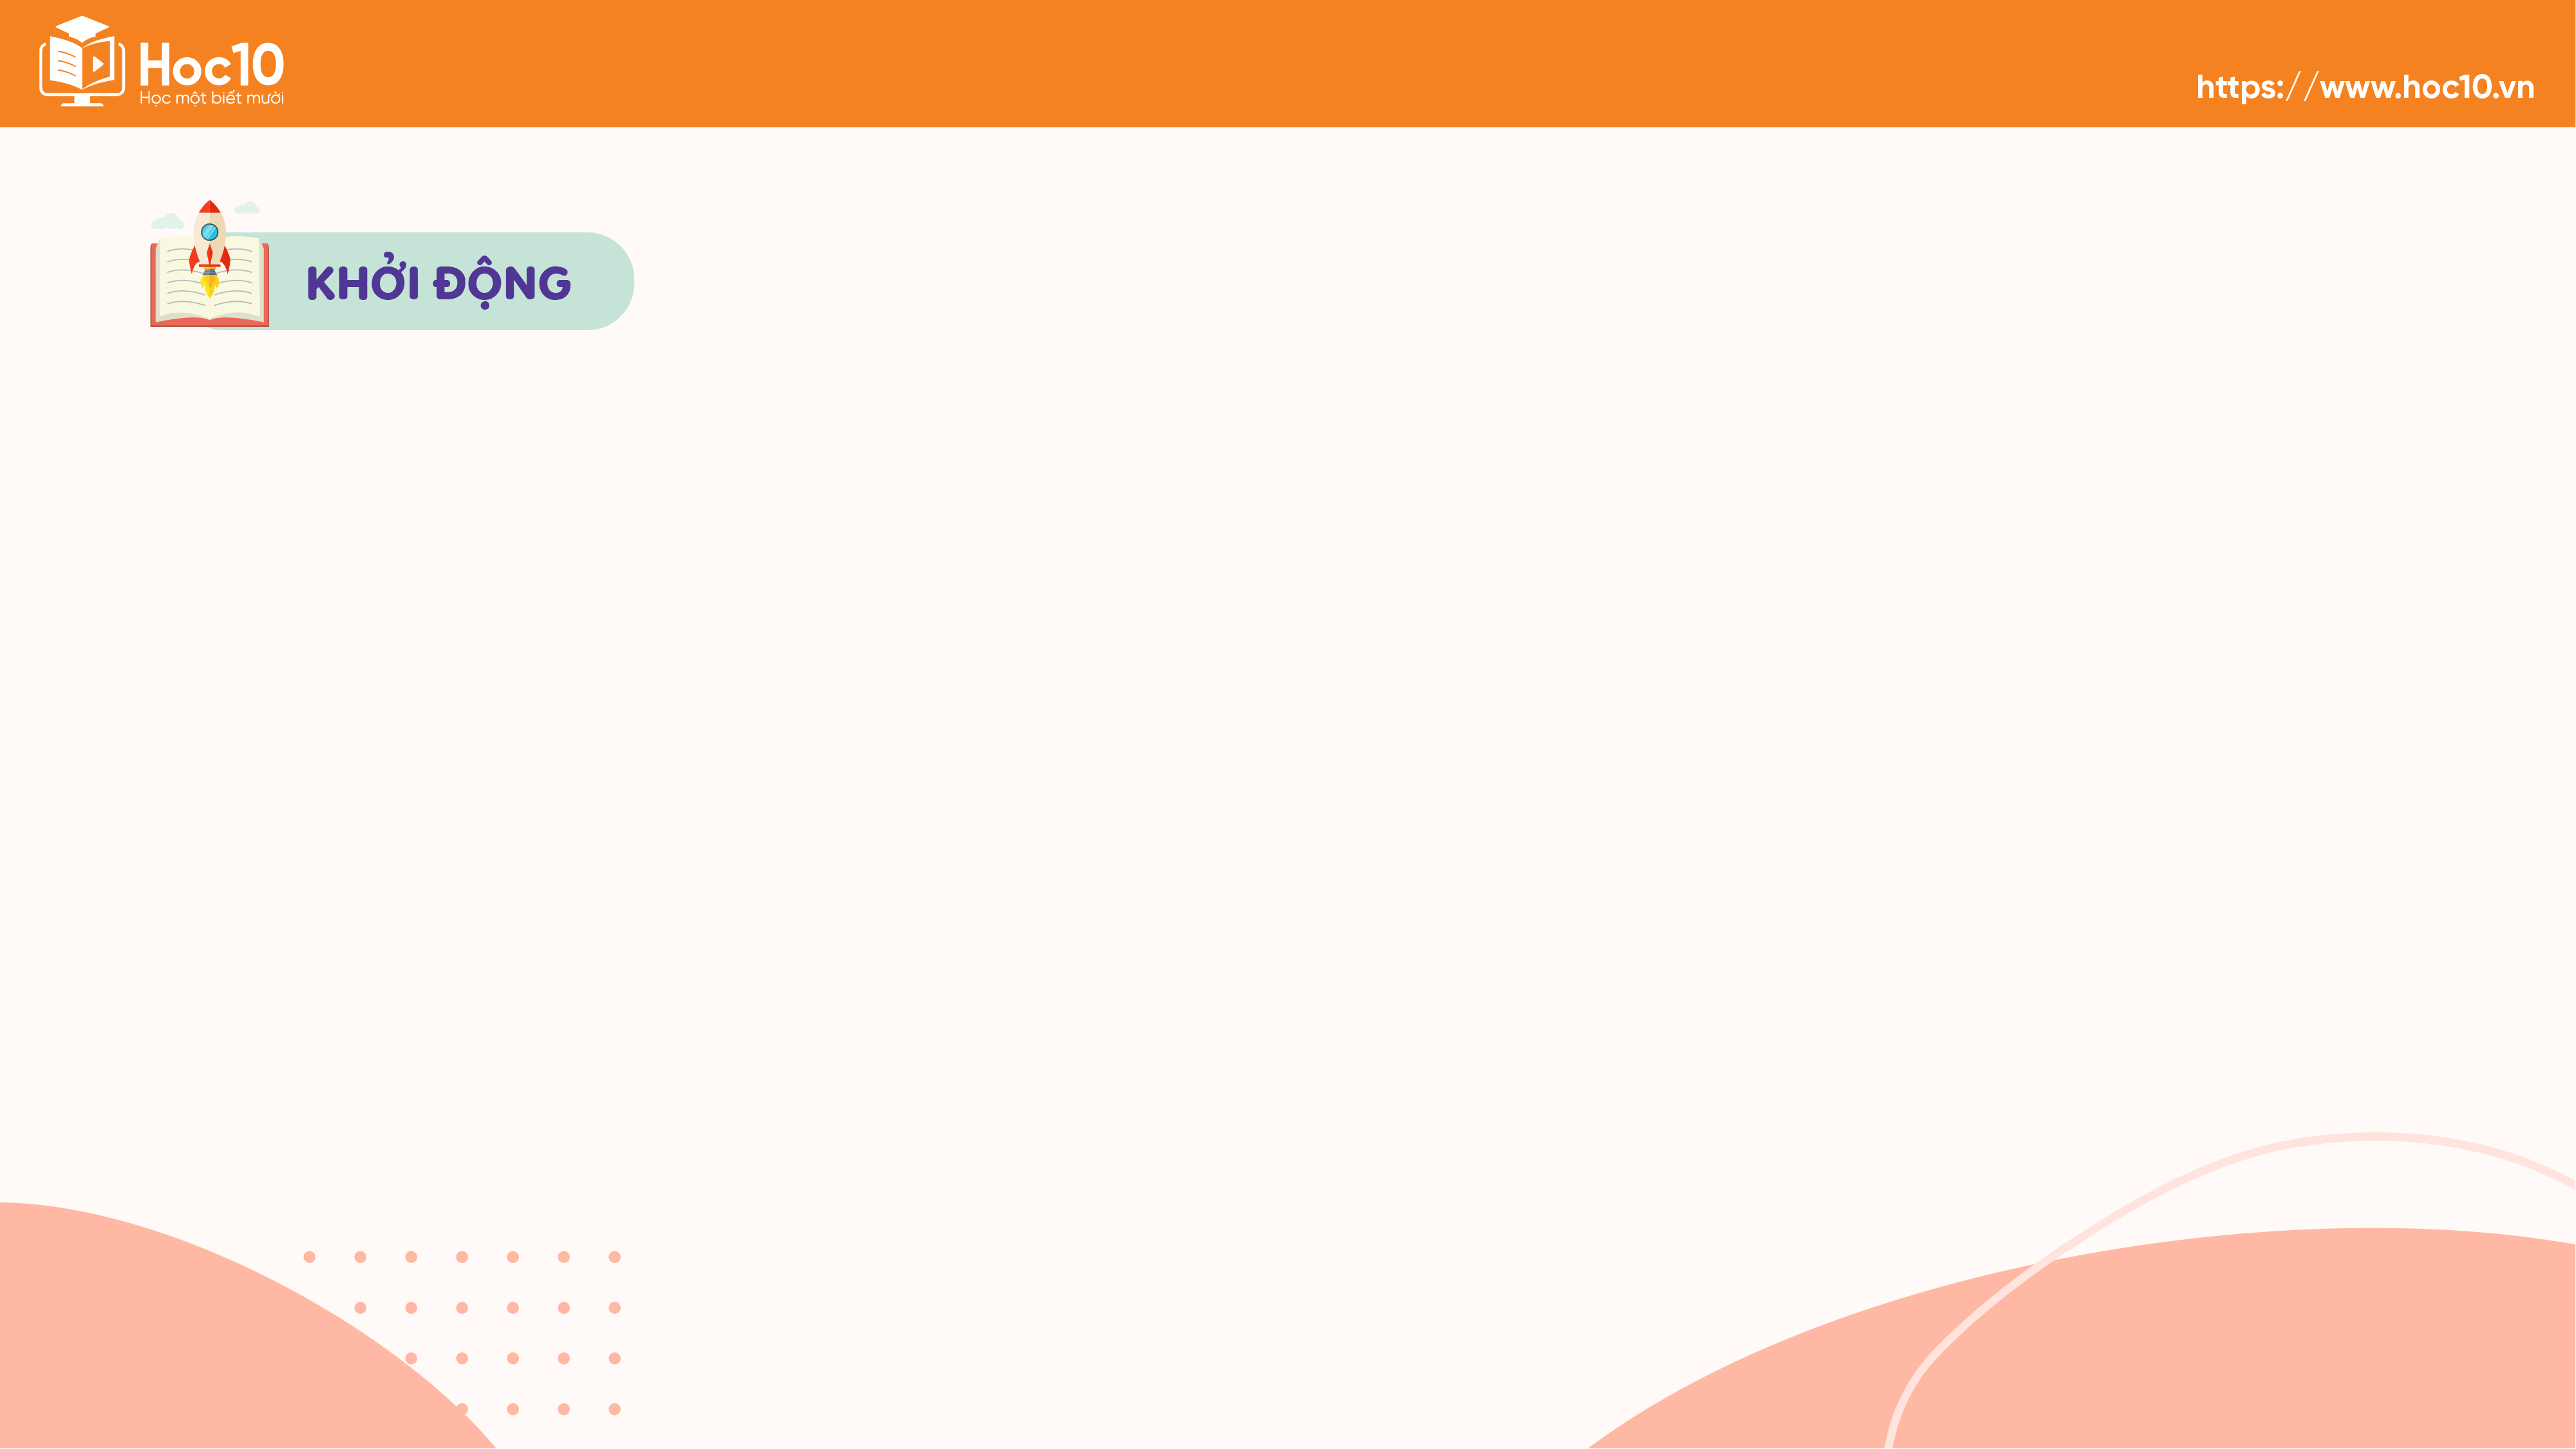 Hoc10
Học một biết mười
https://www.hoc10.vn
KHỞI ĐỘNG